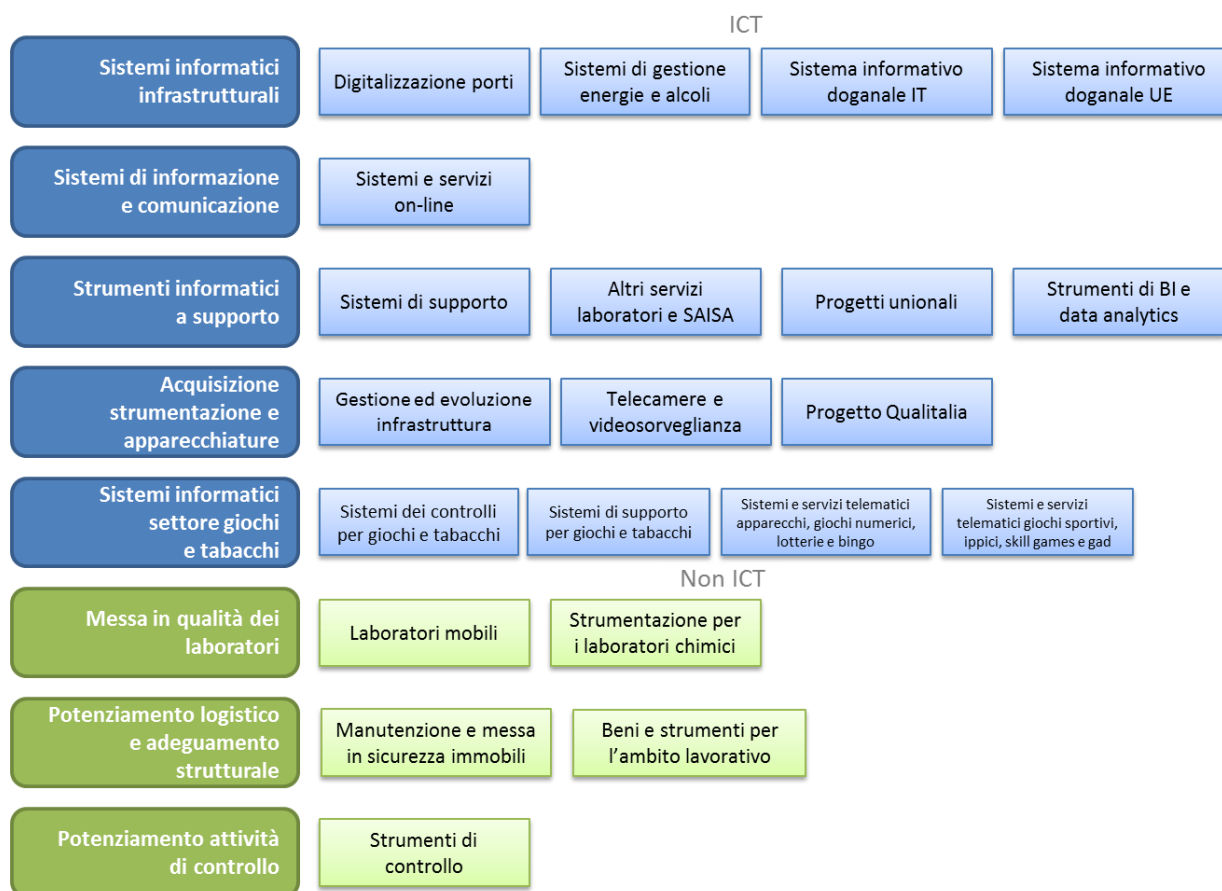 ICT
Sistemi informatici
infrastrutturali
Digitalizzazione porti
Sistemi di gestione
energie e alcoli
Sistema informativo
doganale IT
Sistema informativo
doganale UE
Sistemi di informazione
e comunicazione
Sistemi e servizi
on-line
Strumenti informatici
a supporto
Sistemi di supporto
Altri servizi
laboratori e SAISA
Progetti unionali
Strumenti di BI e
data analytics
Acquisizione
strumentazione e
apparecchiature
Gestione ed evoluzione
infrastruttura
Telecamere e
videosorveglianza
Progetto Qualitalia
Sistemi informatici
settore giochi
e tabacchi
Sistemi dei controlli
per giochi e tabacchi
Sistemi di supporto
per giochi e tabacchi
Sistemi e servizi telematici
apparecchi, giochi numerici,
lotterie e bingo
Sistemi e servizi
telematici giochi sportivi,
ippici, skill games e gad
Non ICT
Messa in qualità dei
laboratori
Laboratori mobili
Strumentazione per
i laboratori chimici
Potenziamento logistico
e adeguamento
strutturale
Manutenzione e messa
in sicurezza immobili
Beni e strumenti per
l'ambito lavorativo
Potenziamento attività
di controllo
Strumenti di
controllo